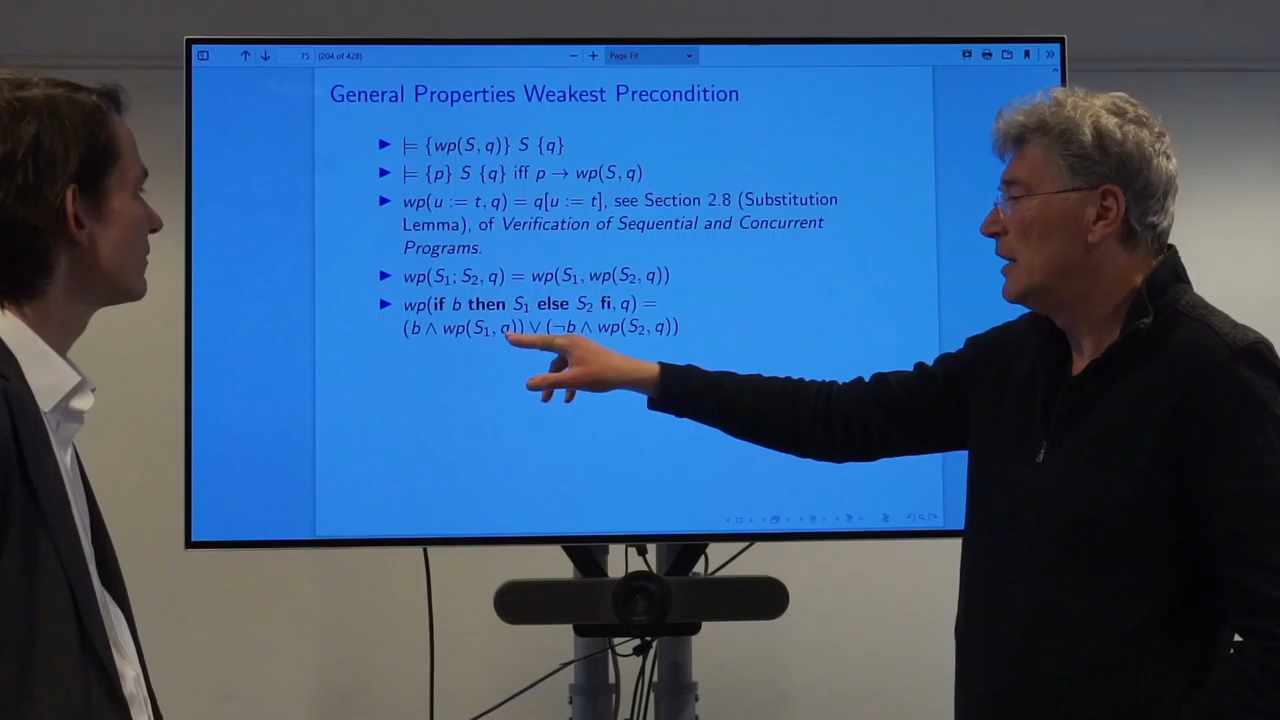 75 (204 of 428) − + Page Fit
General Properties Weakest Precondition
▶ ⊨ {wp(S, q)} S {q}
▶ ⊨ {p} S {q} iff p → wp(S, q)
▶ wp(u := t, q) = q[u := t], see Section 2.8 (Substitution
Lemma), of Verification of Sequential and Concurrent
Programs.
▶ wp(S₁; S₂, q) = wp(S₁, wp(S₂, q))
▶ wp(if b then S₁ else S₂ fi, q) =
(b ∧ wp(S₁, q)) ∨ (¬b ∧ wp(S₂, q))